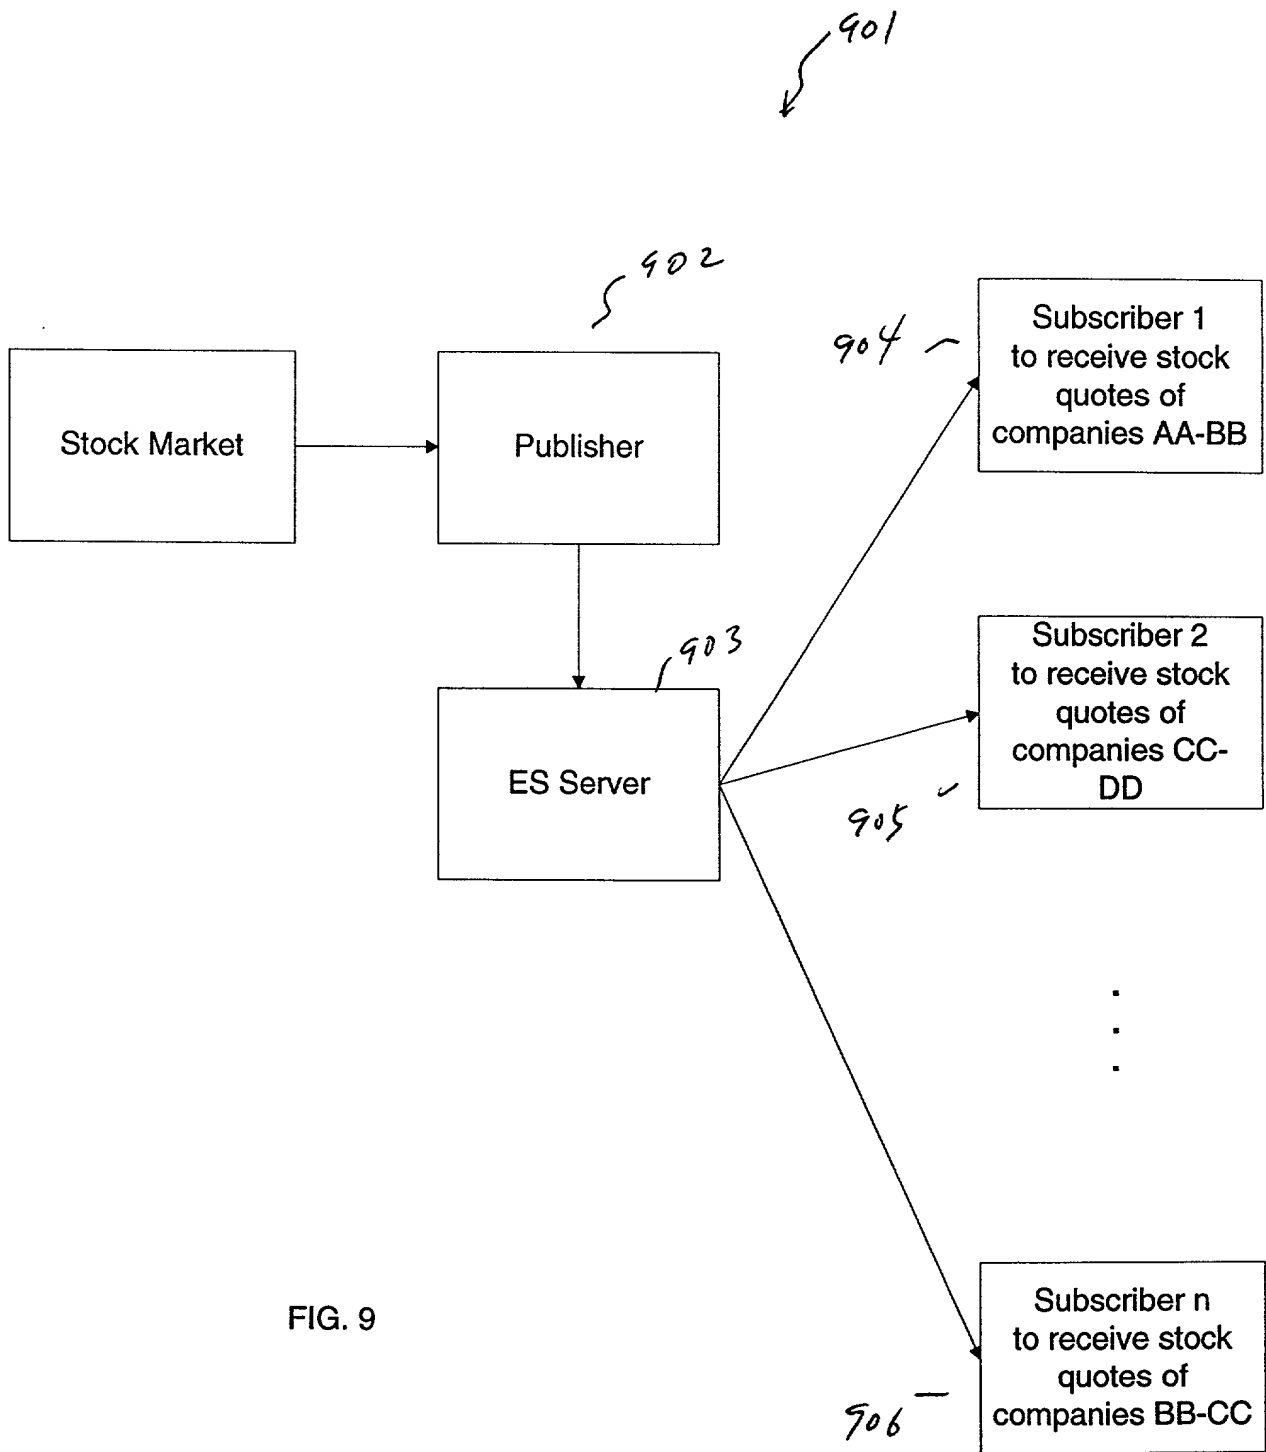 901
902
Stock Market
Publisher
904
Subscriber 1
to receive stock
quotes of
companies AA-BB
903
ES Server
Subscriber 2
to receive stock
quotes of
companies CC-
DD
905
FIG. 9
Subscriber n
to receive stock
quotes of
companies BB-CC
906